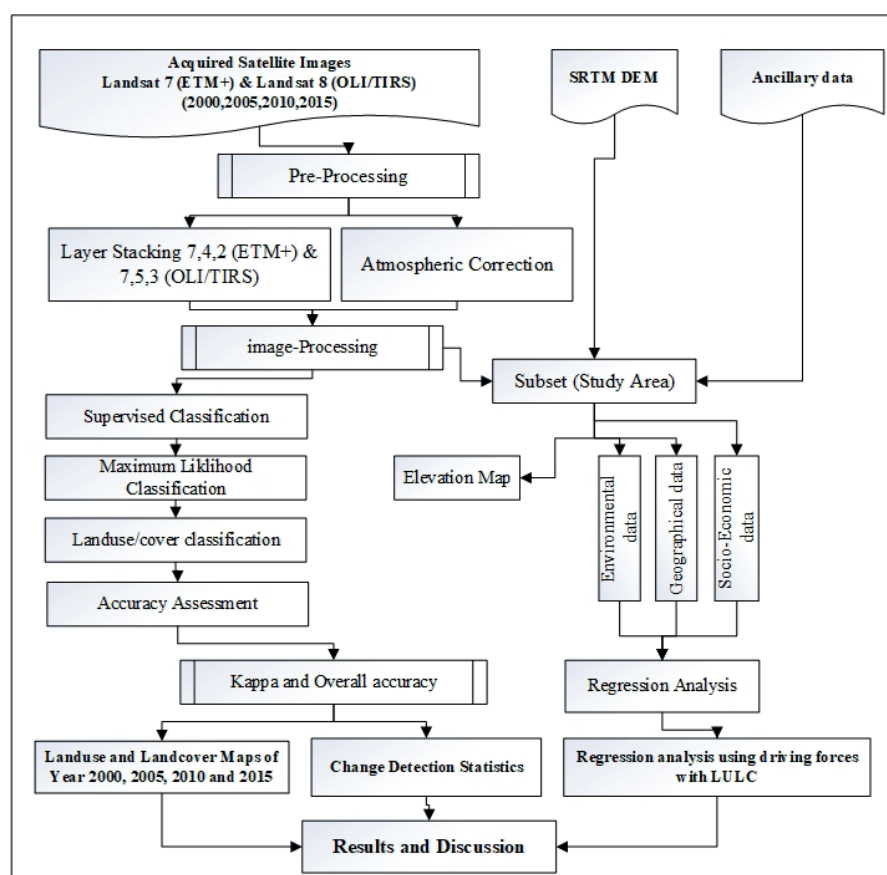 Acquired Satellite Images
Landsat 7 (ETM+) & Landsat 8 (OLI/TIRS)
(2000,2005,2010,2015)
SRTM DEM
Ancillary data
Pre-Processing
Layer Stacking 7,4,2 (ETM+) &
7,5,3 (OLI/TIRS)
Atmospheric Correction
image-Processing
Subset (Study Area)
Supervised Classification
Maximum Liklihood
Classification
Elevation Map
Environmental
data
Geographical data
Socio-Economic
data
Landuse/cover classification
Accuracy Assessment
Kappa and Overall accuracy
Regression Analysis
Landuse and Landcover Maps of
Year 2000, 2005, 2010 and 2015
Change Detection Statistics
Regression analysis using driving forces
with LULC
Results and Discussion